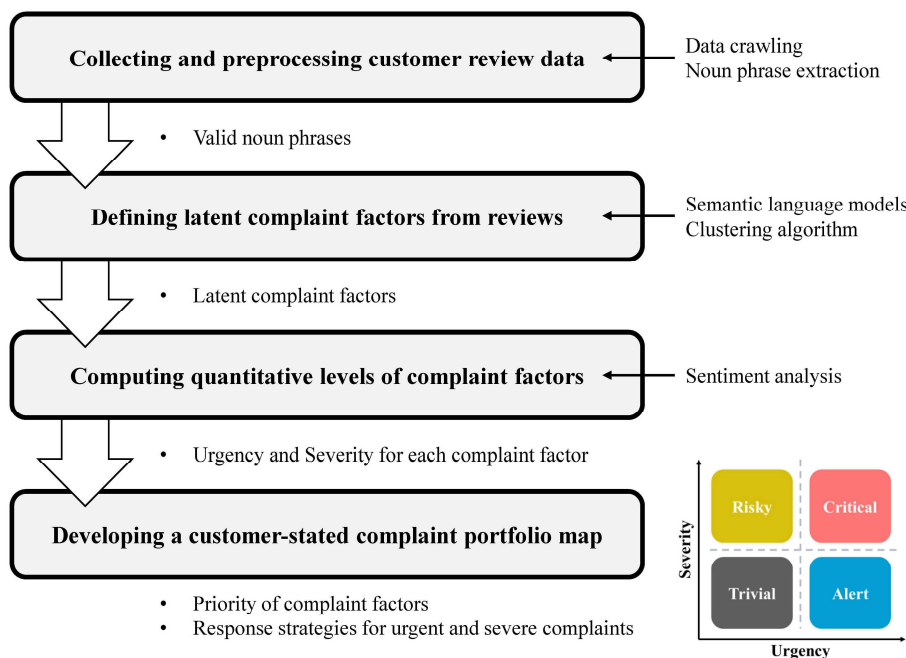 Collecting and preprocessing customer review data
Data crawling
Noun phrase extraction
• Valid noun phrases
Defining latent complaint factors from reviews
Semantic language models
Clustering algorithm
• Latent complaint factors
Computing quantitative levels of complaint factors
Sentiment analysis
• Urgency and Severity for each complaint factor
Developing a customer-stated complaint portfolio map
• Priority of complaint factors
• Response strategies for urgent and severe complaints
Severity
Risky
Critical
Trivial
Alert
Urgency